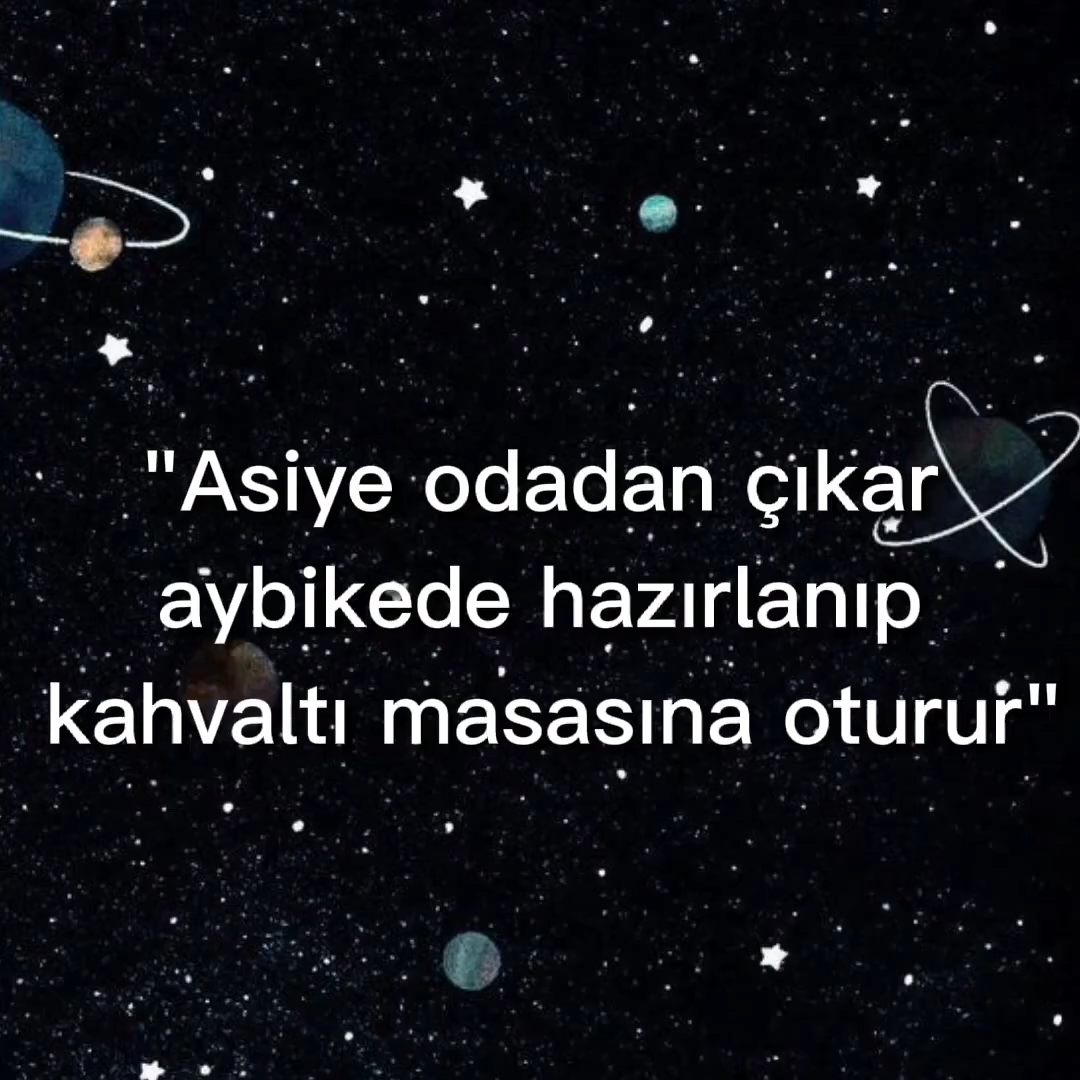 "Asiye odadan çıkar
aybikede hazırlanıp
kahvaltı masasına oturur"